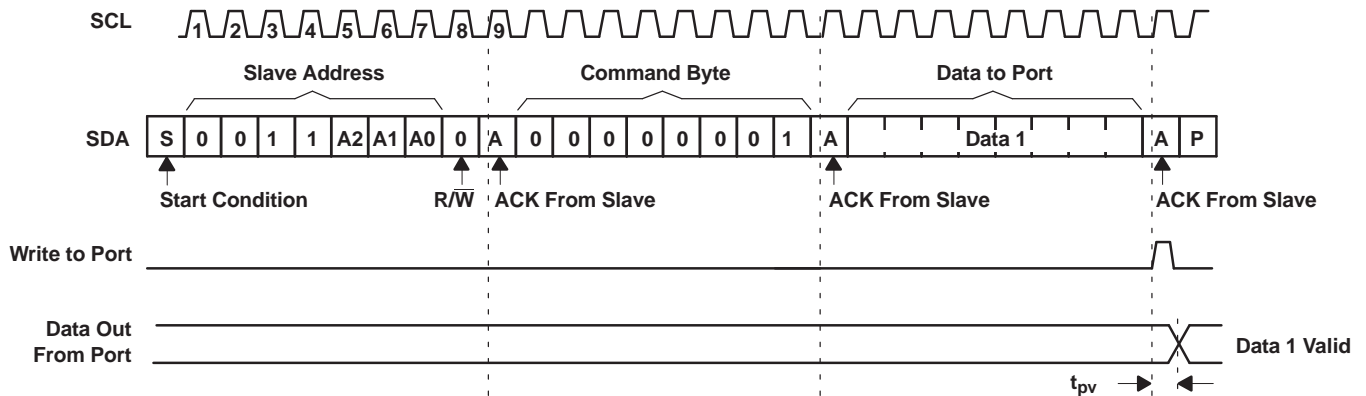 SCL 1 2 3 4 5 6 7 8 9
Slave Address Command Byte Data to Port
SDA S 0 0 1 1 A2 A1 A0 0 A 0 0 0 0 0 0 0 1 A Data 1 A P
Start Condition R/W̅ ACK From Slave ACK From Slave ACK From Slave
Write to Port
Data Out
From Port
Data 1 Valid
tpv